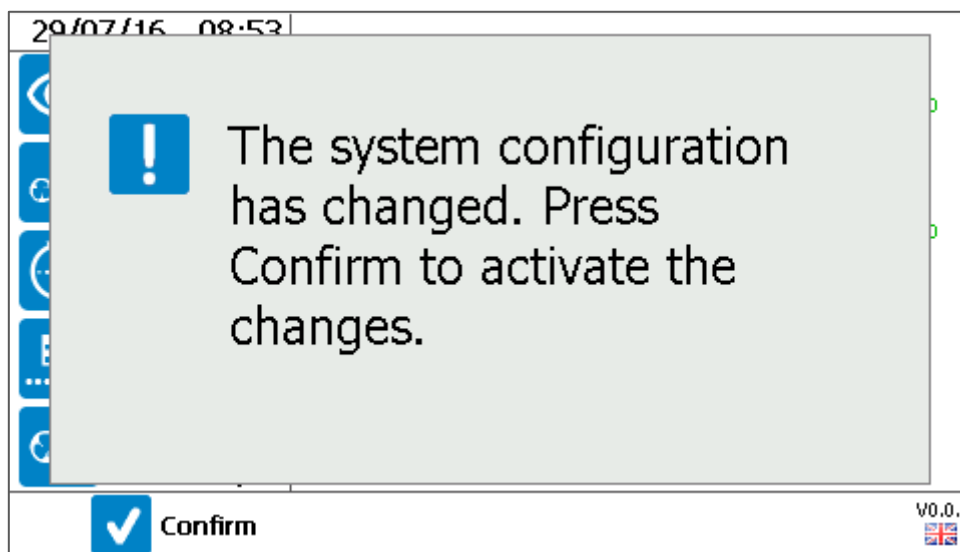 29/07/16 08:53
The system configuration
has changed. Press
Confirm to activate the
changes.
Confirm
V0.0.